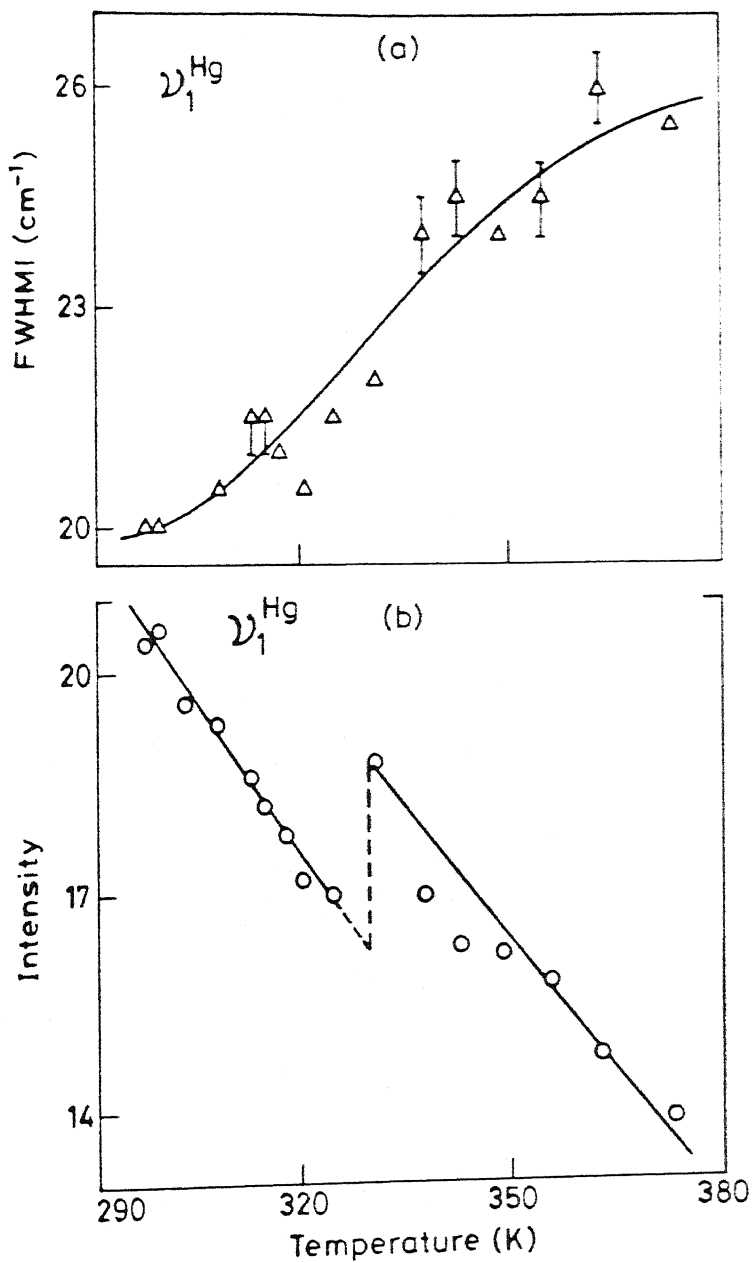 (a)
ν₁ᴴᵍ
26
23
20
FWHMI (cm⁻¹)
ν₁ᴴᵍ (b)
20
17
14
Intensity
290 320 350 380
Temperature (K)